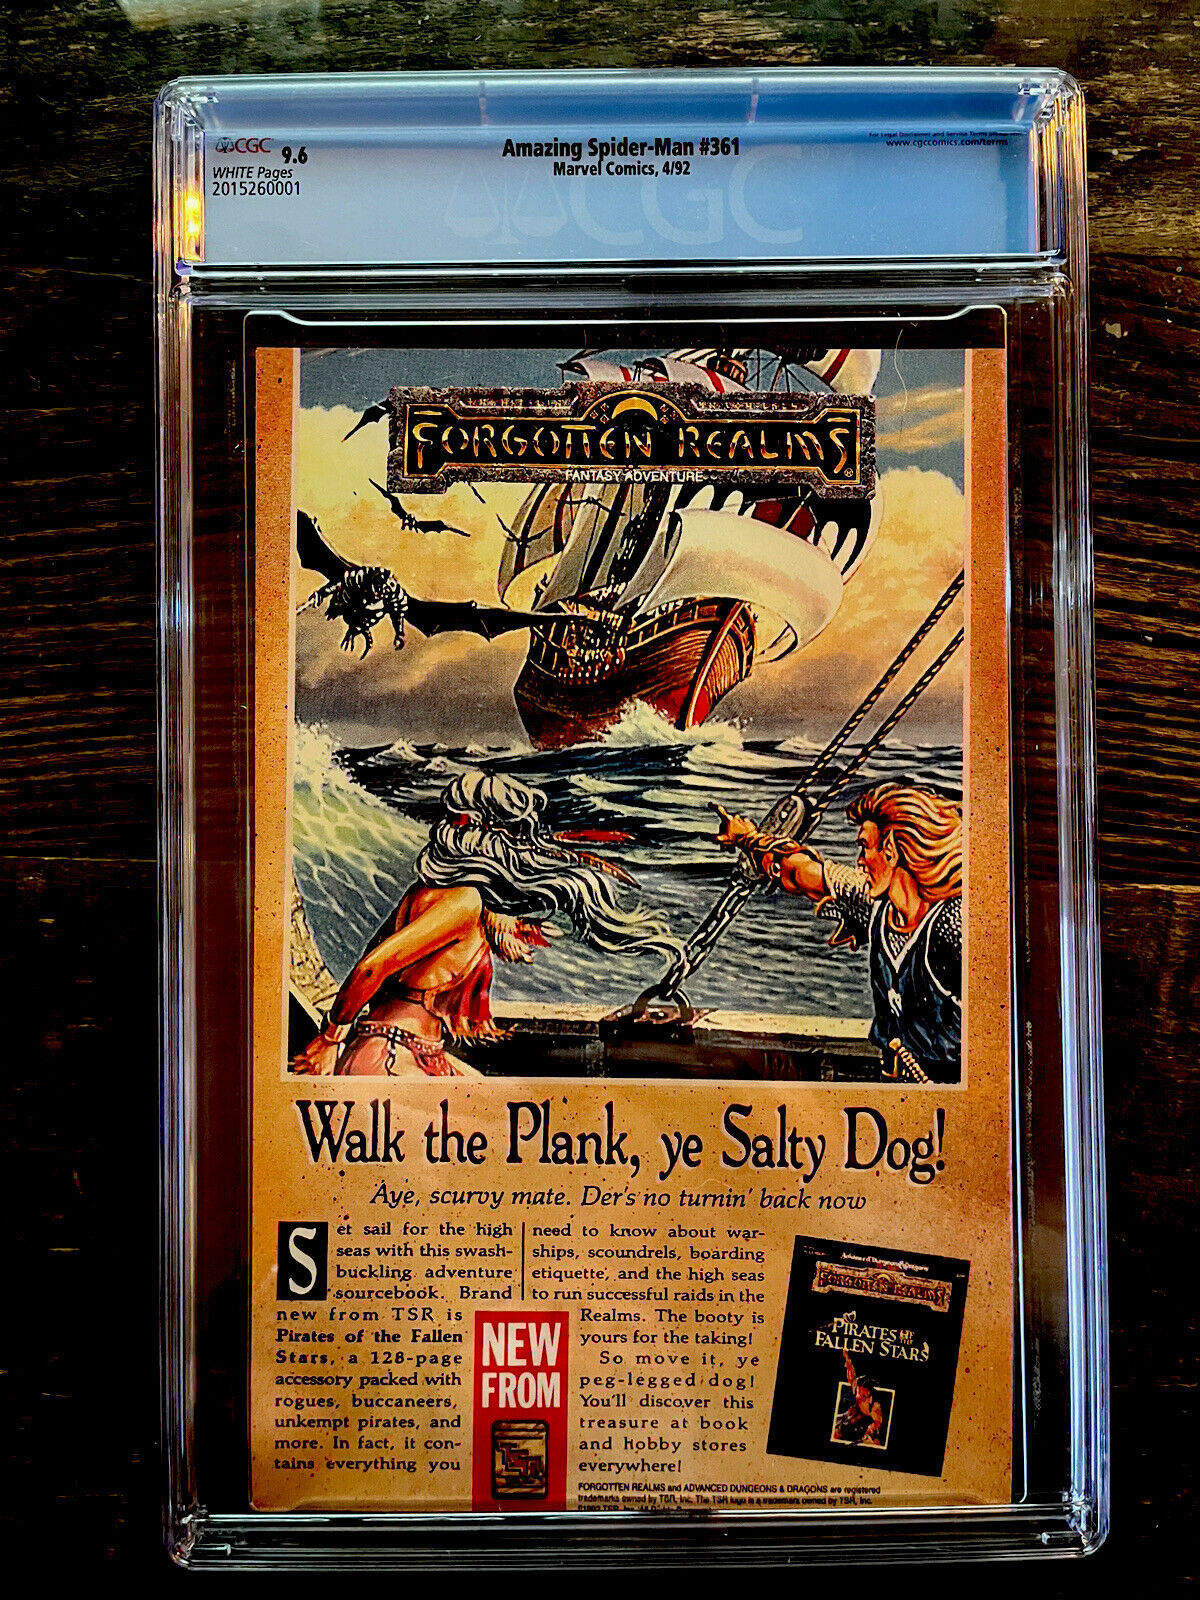 CGC 9.6
WHITE Pages
2015260001
Amazing Spider-Man #361
Marvel Comics, 4/92
www.cgccomics.com/terms
CGC
FORGOTTEN REALMS
FANTASY ADVENTURE
Walk the Plank, ye Salty Dog!
Aye, scurvy mate. Der's no turnin' back now
Set sail for the high
seas with this swash-
buckling adventure
sourcebook. Brand
new from TSR is
Pirates of the Fallen
Stars, a 128-page
accessory packed with
rogues, buccaneers,
unkempt pirates, and
more. In fact, it con-
tains everything you
need to know about war-
ships, scoundrels, boarding
etiquette, and the high seas
to run successful raids in the
Realms. The booty is
yours for the taking!
So move it, ye
peg-legged dog!
You'll discover this
treasure at book
and hobby stores
everywhere!
NEW
FROM
Advanced Dungeons & Dragons
FORGOTTEN REALMS
PIRATES OF THE
FALLEN STARS
FORGOTTEN REALMS and ADVANCED DUNGEONS & DRAGONS are registered
trademarks owned by TSR, Inc. The TSR logo is a trademark owned by TSR, Inc.